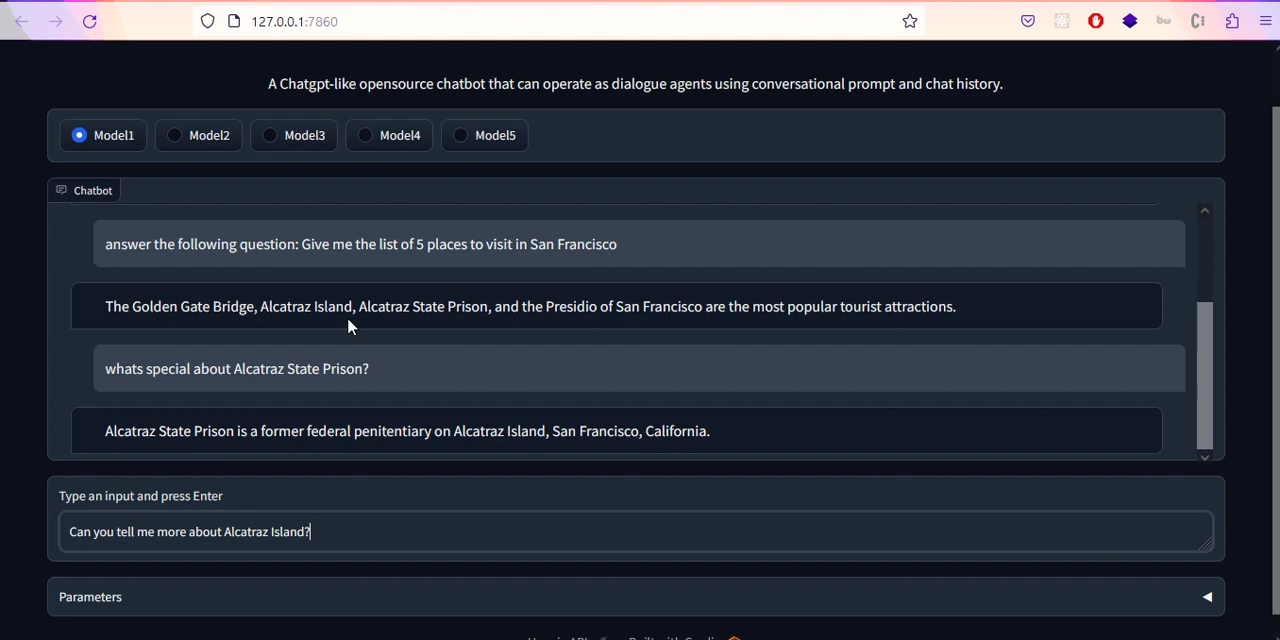 127.0.0.1:7860
A Chatgpt-like opensource chatbot that can operate as dialogue agents using conversational prompt and chat history.
Model1 Model2 Model3 Model4 Model5
Chatbot
answer the following question: Give me the list of 5 places to visit in San Francisco
The Golden Gate Bridge, Alcatraz Island, Alcatraz State Prison, and the Presidio of San Francisco are the most popular tourist attractions.
whats special about Alcatraz State Prison?
Alcatraz State Prison is a former federal penitentiary on Alcatraz Island, San Francisco, California.
Type an input and press Enter
Can you tell me more about Alcatraz Island?
Parameters